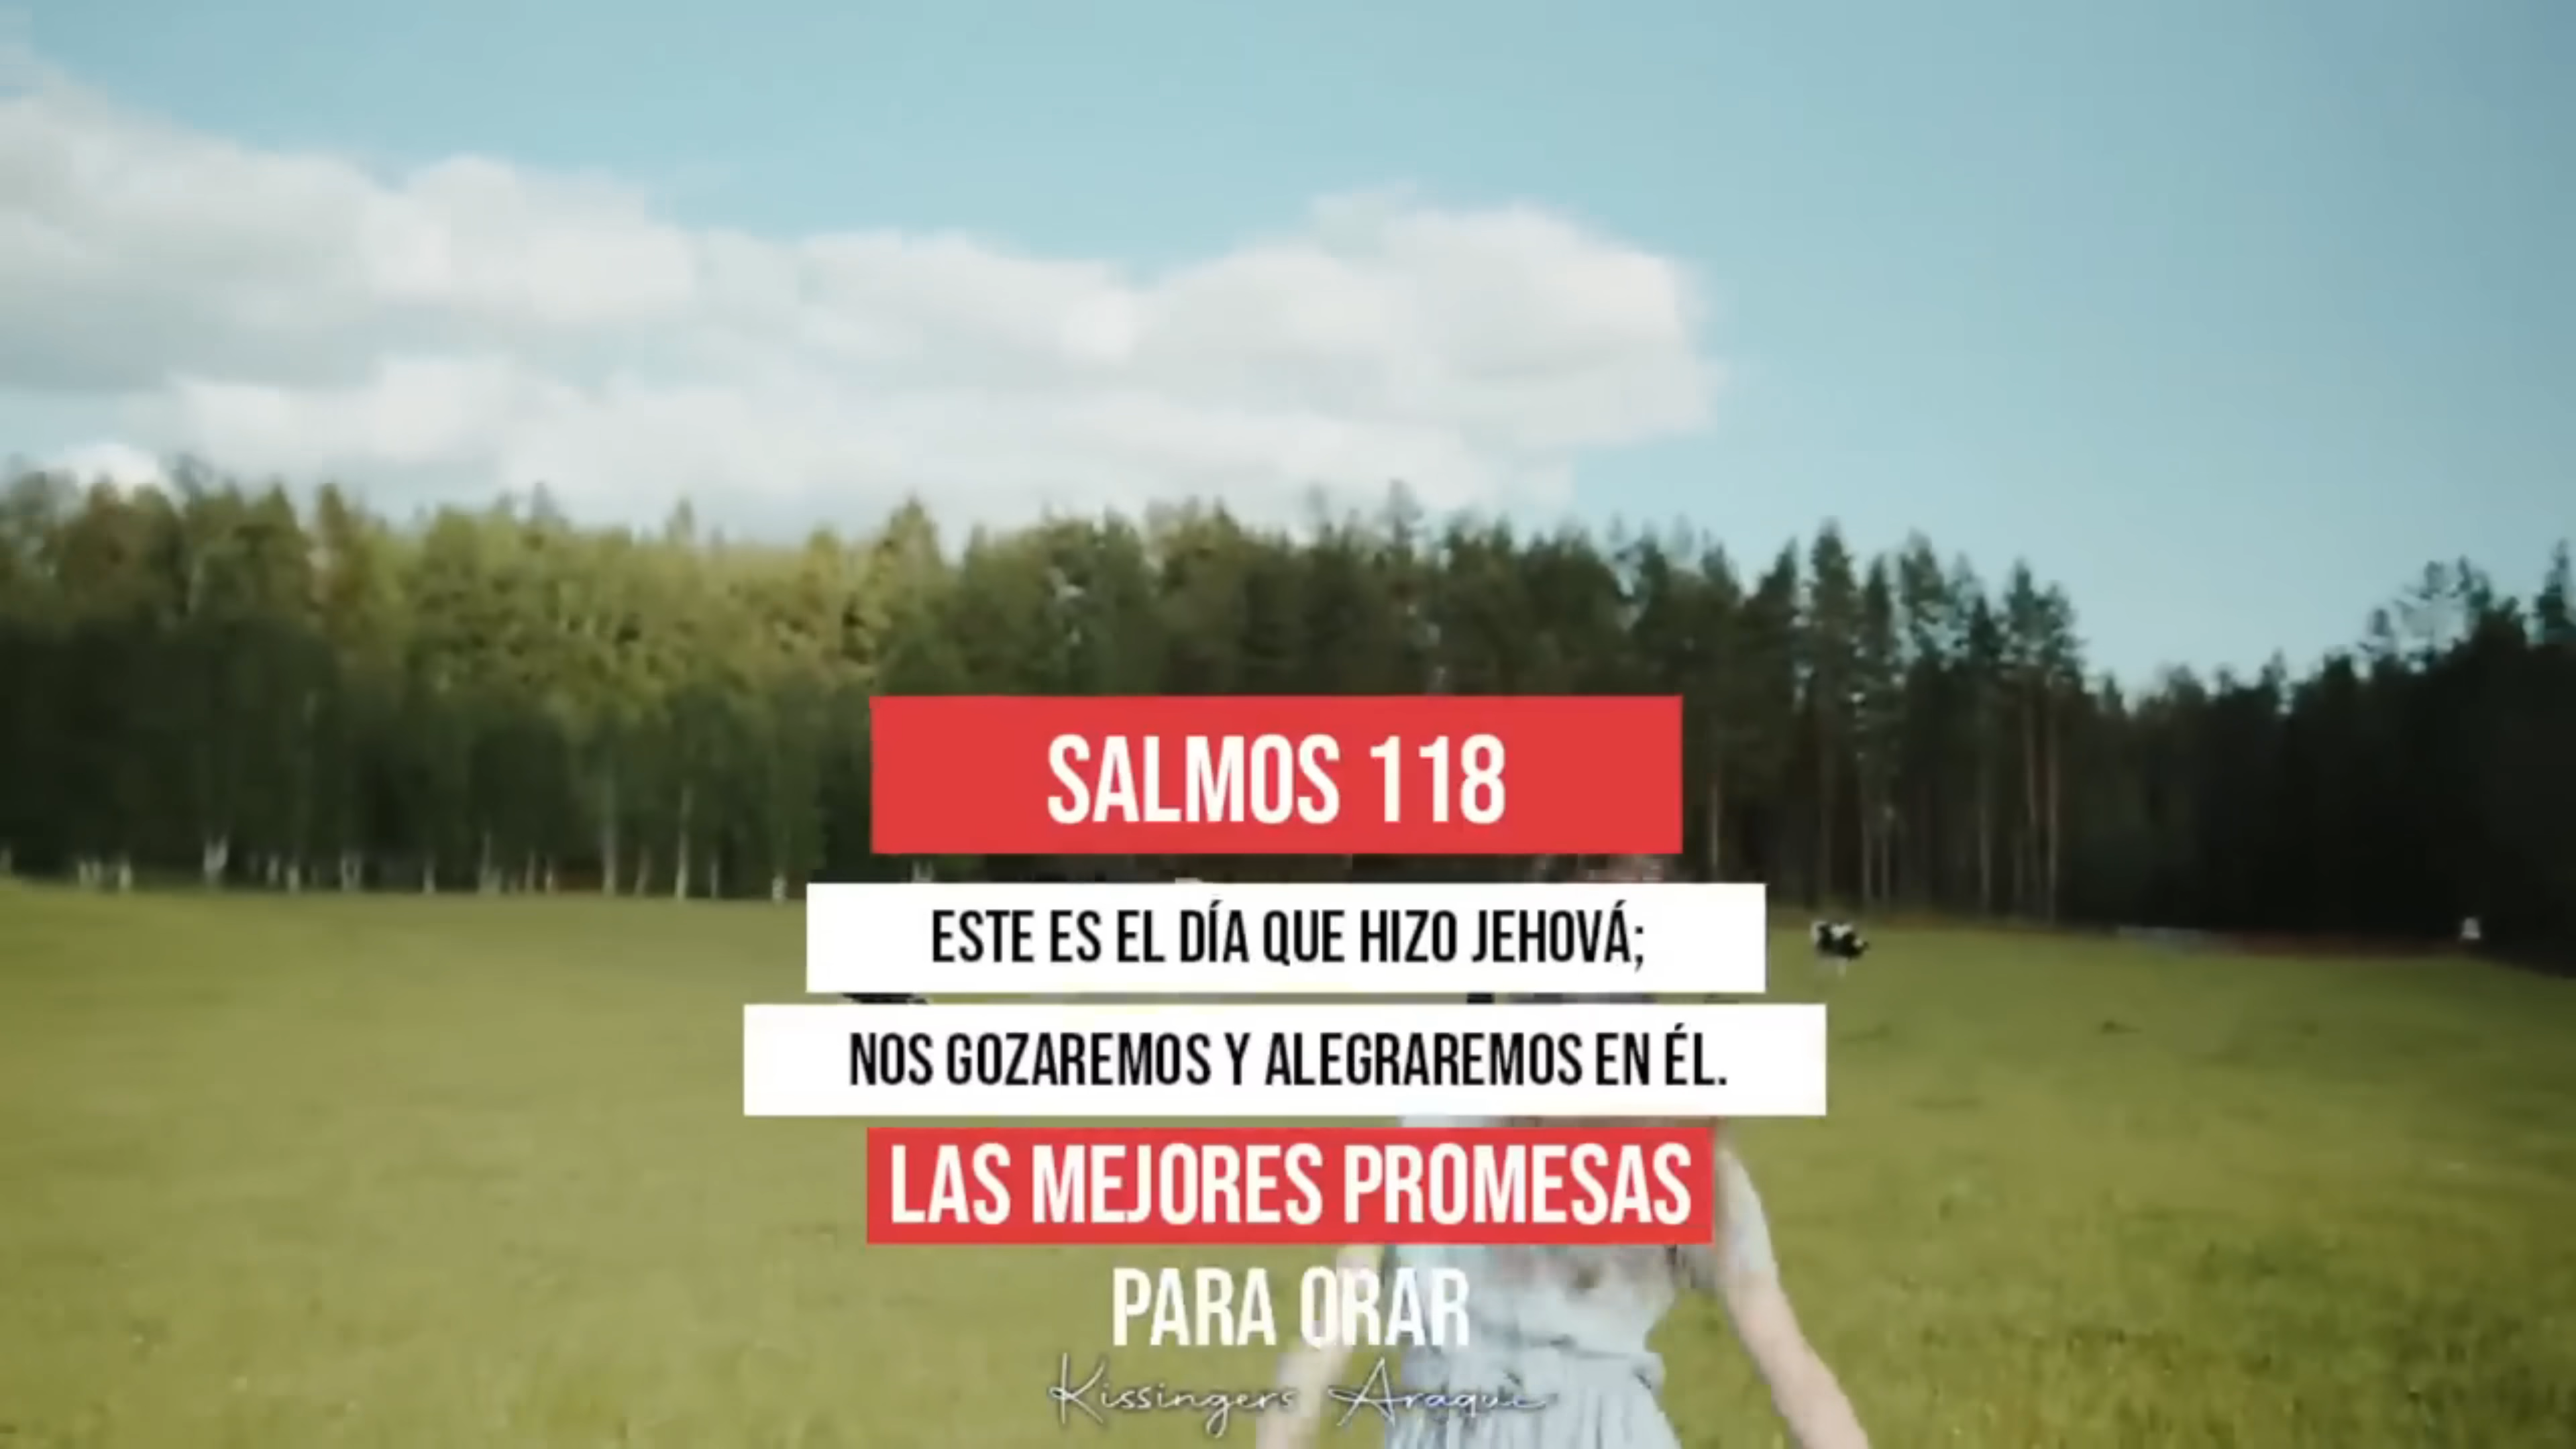 SALMOS 118
ESTE ES EL DÍA QUE HIZO JEHOVÁ;
NOS GOZAREMOS Y ALEGRAREMOS EN ÉL.
LAS MEJORES PROMESAS
PARA ORAR
Kissingers Araque